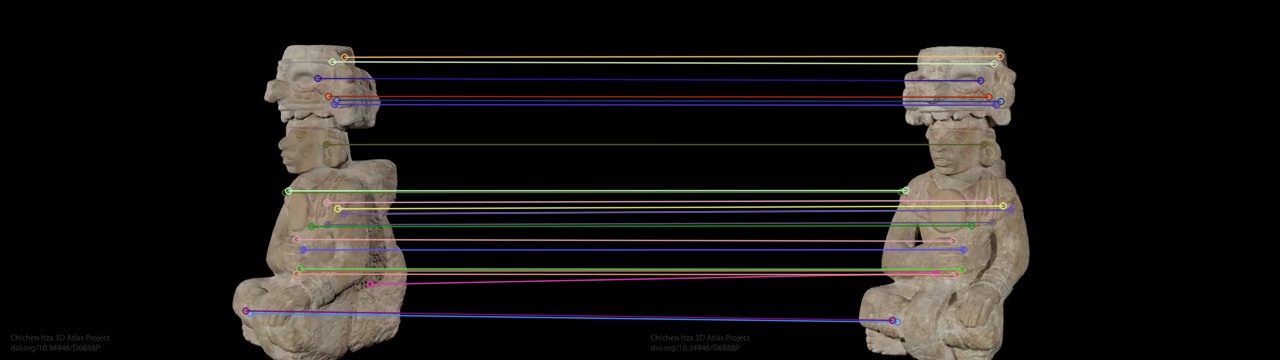 Chichen Itza 3D Atlas Project
doi.org/10.34946/D6B88P
Chichen Itza 3D Atlas Project
doi.org/10.34946/D6B88P